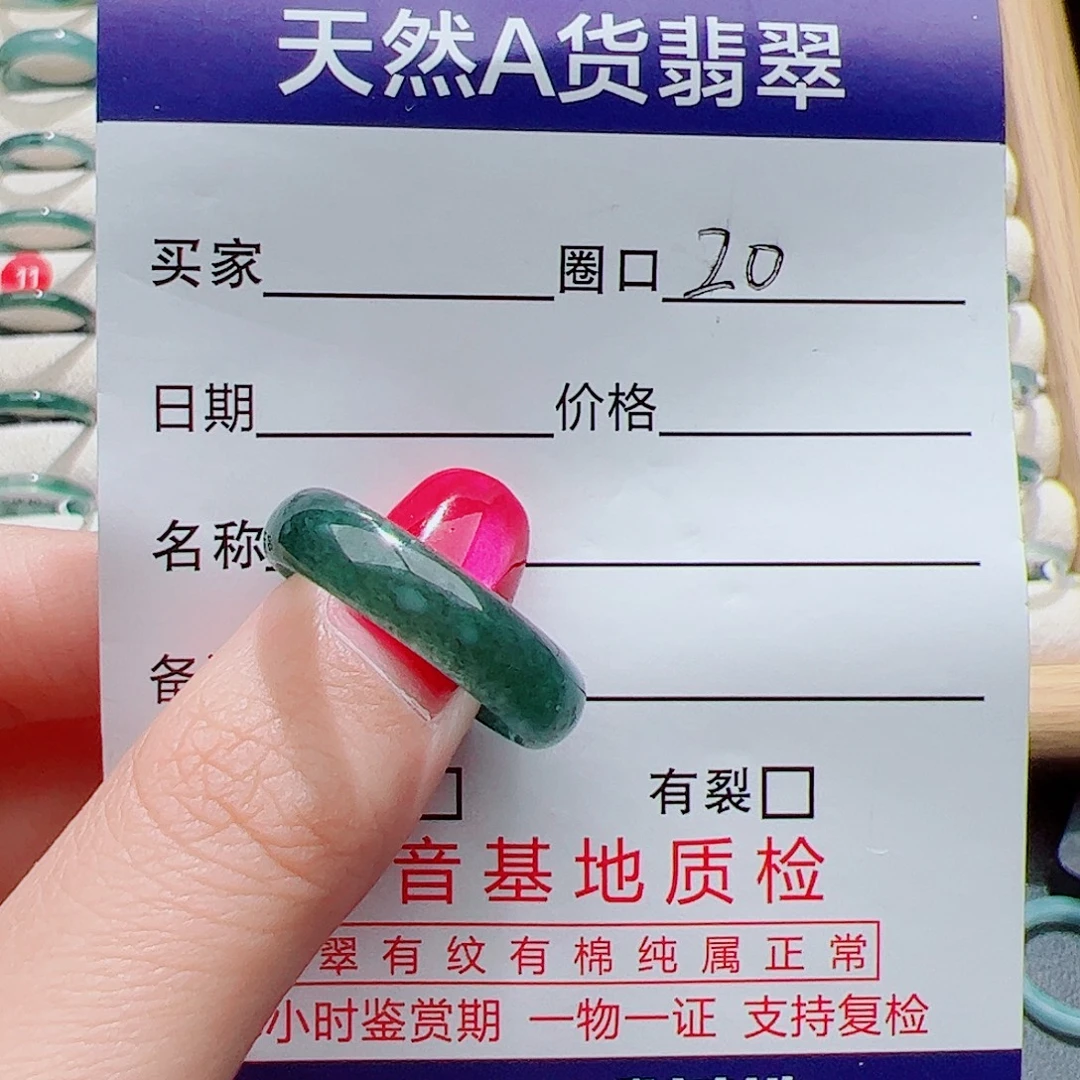 天然A货翡翠
买家 圈口 20
日期 价格
名称
备
有裂
音基地质检
翠有纹有棉纯属正常
小时鉴赏期 一物一证 支持复检
11